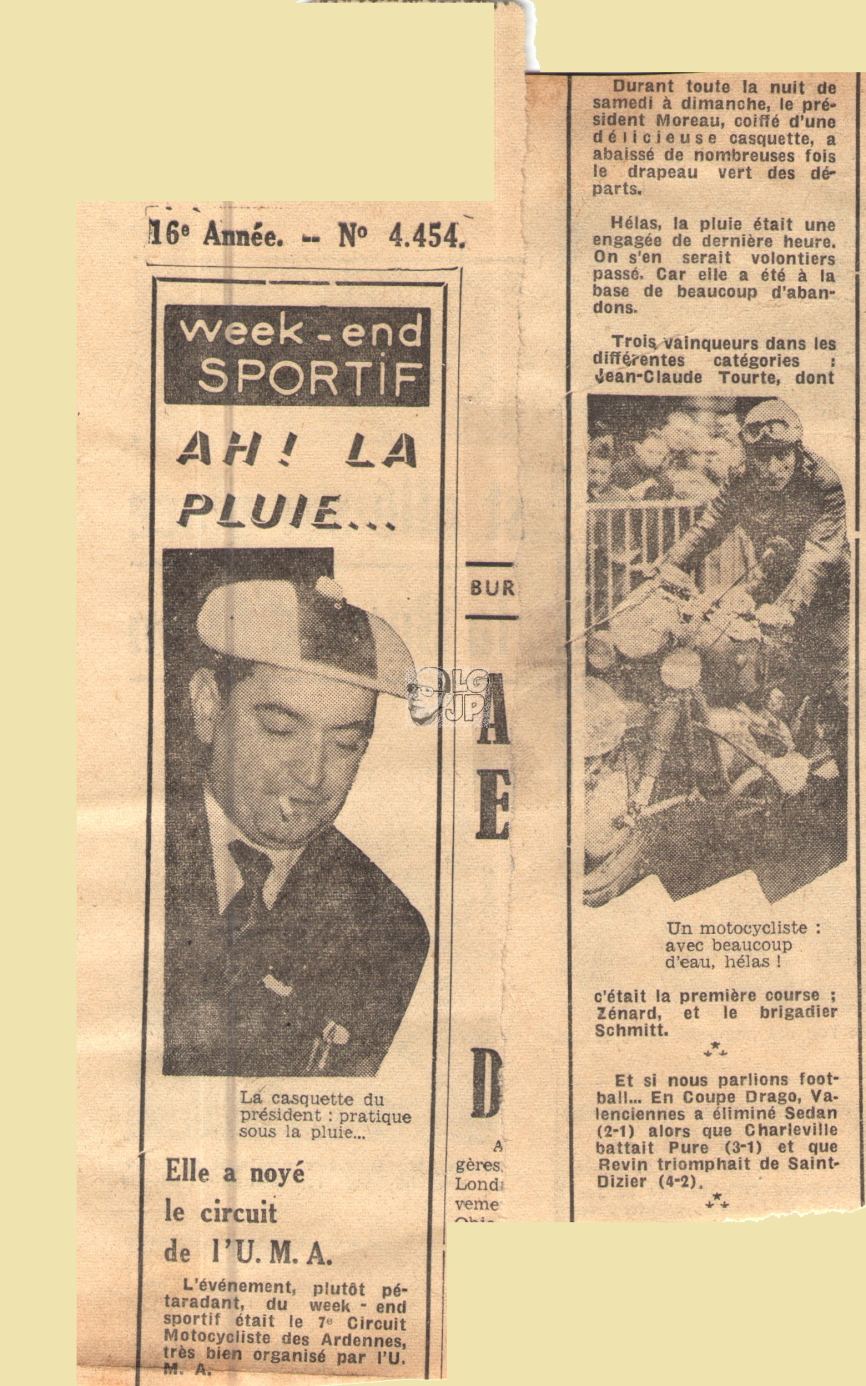 16e Année. -- No 4.454.
week-end
SPORTIF
AH! LA
PLUIE...
La casquette du
président : pratique
sous la pluie...
Elle a noyé
le circuit
de l'U. M. A.
L'événement, plutôt pé-
taradant, du week - end
sportif était le 7e Circuit
Motocycliste des Ardennes,
très bien organisé par l'U.
M. A.
BUR
A
E
D
A
gères,
Lond
veme
LG
JP
Durant toute la nuit de
samedi à dimanche, le pré-
sident Moreau, coiffé d'une
délicieuse casquette, a
abaissé de nombreuses fois
le drapeau vert des dé-
parts.
Hélas, la pluie était une
engagée de dernière heure.
On s'en serait volontiers
passé. Car elle a été à la
base de beaucoup d'aban-
dons.
Trois vainqueurs dans les
différentes catégories :
Jean-Claude Tourte, dont
Un motocycliste :
avec beaucoup
d'eau, hélas !
c'était la première course ;
Zénard, et le brigadier
Schmitt.
Et si nous parlions foot-
ball... En Coupe Drago, Va-
lenciennes a éliminé Sedan
(2-1) alors que Charleville
battait Pure (3-1) et que
Revin triomphait de Saint-
Dizier (4-2).